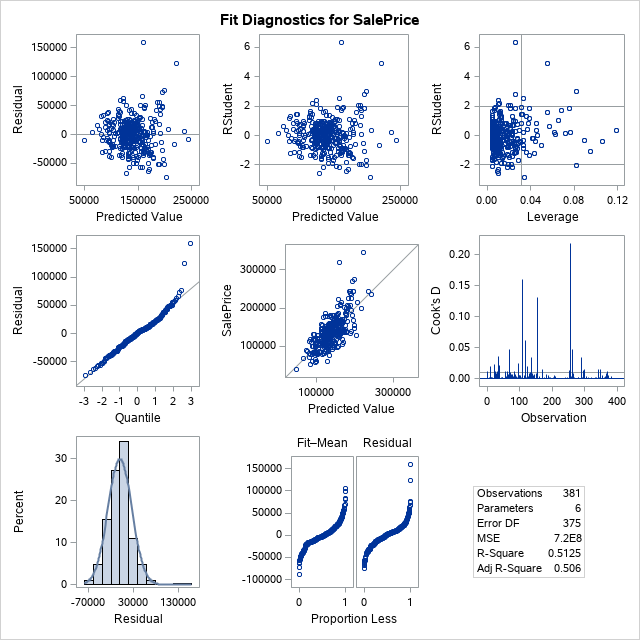 Fit Diagnostics for SalePrice
150000
100000
50000
0
-50000
Residual
50000 150000 250000
Predicted Value
6
4
2
0
-2
RStudent
50000 150000 250000
Predicted Value
6
4
2
0
-2
RStudent
0.00 0.04 0.08 0.12
Leverage
150000
100000
50000
0
-50000
Residual
-3 -2 -1 0 1 2 3
Quantile
300000
200000
100000
SalePrice
100000 300000
Predicted Value
0.20
0.15
0.10
0.05
0.00
Cook's D
0 100 200 300 400
Observation
30
20
10
0
Percent
-70000 30000 130000
Residual
Fit–Mean Residual
150000
100000
50000
0
-50000
-100000
0 1 0 1
Proportion Less
Observations 381
Parameters 6
Error DF 375
MSE 7.2E8
R-Square 0.5125
Adj R-Square 0.506